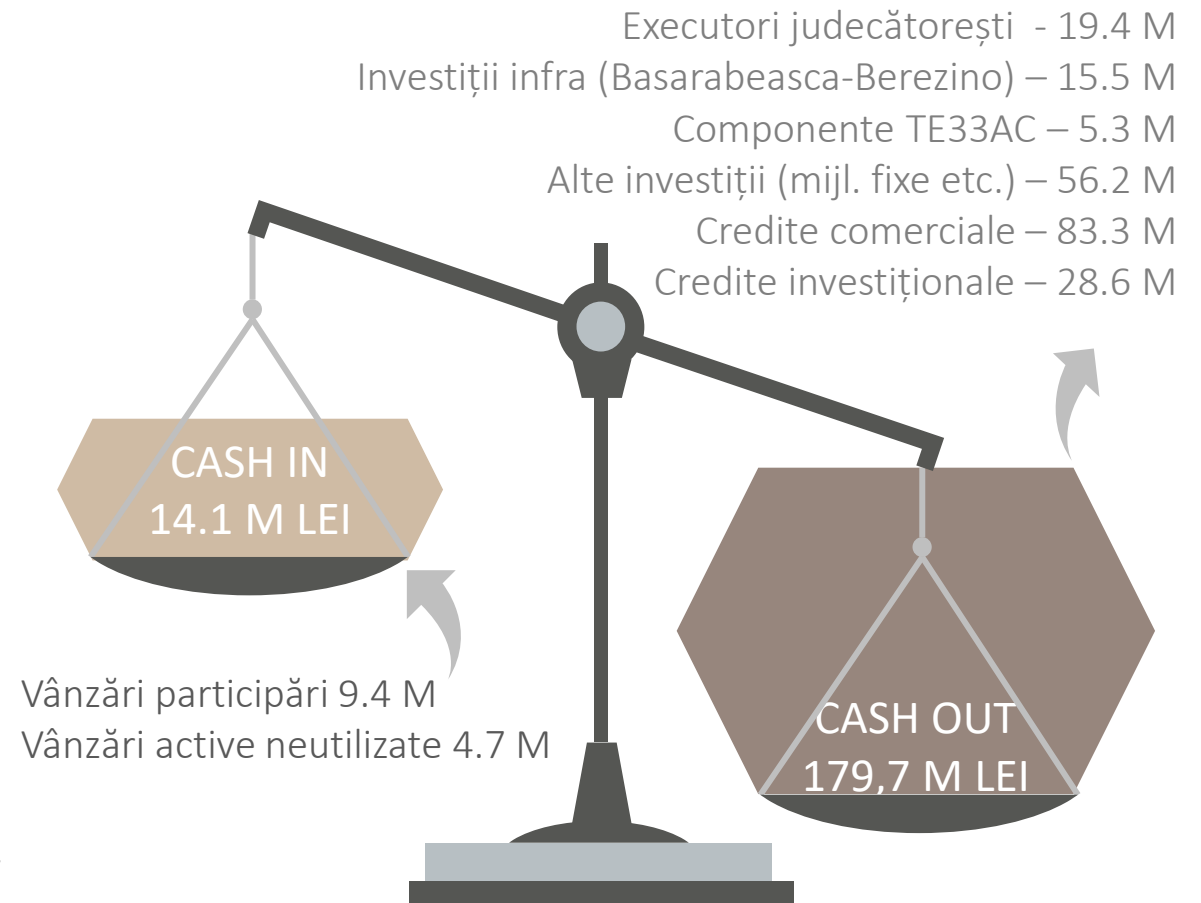 Executori judecătorești - 19.4 M
Investiții infra (Basarabeasca-Berezino) – 15.5 M
Componente TE33AC – 5.3 M
Alte investiții (mijl. fixe etc.) – 56.2 M
Credite comerciale – 83.3 M
Credite investiționale – 28.6 M
CASH IN
14.1 M LEI
Vânzări participări 9.4 M
Vânzări active neutilizate 4.7 M
CASH OUT
179,7 M LEI